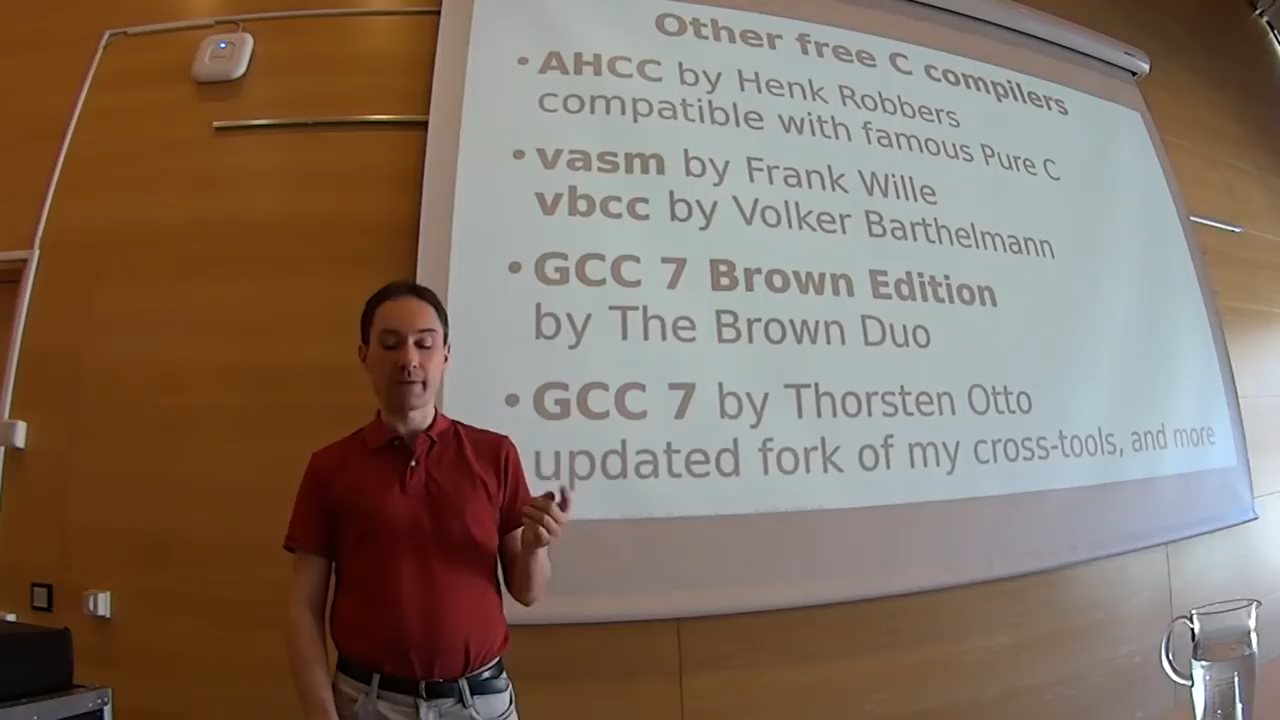 Other free C compilers
• AHCC by Henk Robbers
compatible with famous Pure C
• vasm by Frank Wille
vbcc by Volker Barthelmann
• GCC 7 Brown Edition
by The Brown Duo
• GCC 7 by Thorsten Otto
updated fork of my cross-tools, and more